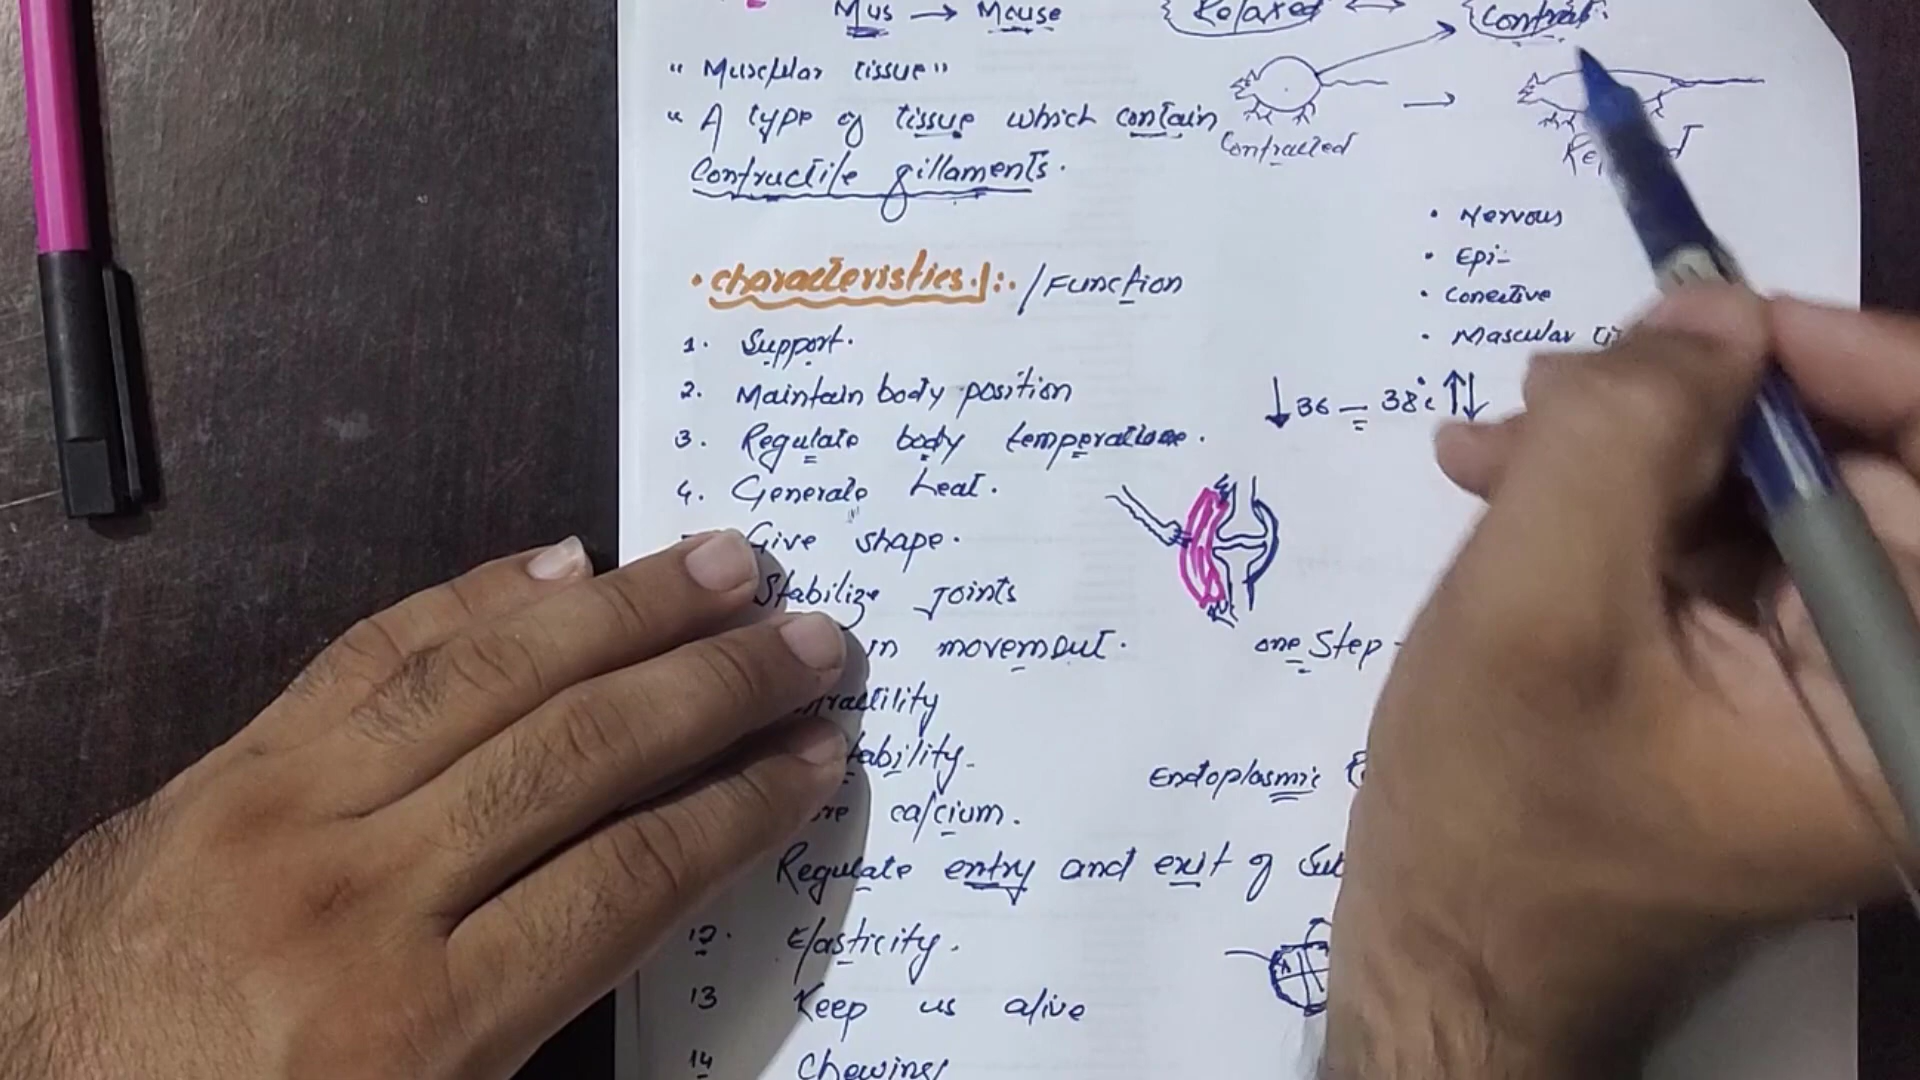 Mus → Mouse
Relaxed ↔ Contrat.
"Muscular tissue"
"A type of tissue which contain
Contractile fillaments.
Contracted →
• Nervous
• Epi-
• Conective
• Mascular
• Characteristics:. / Function
1. Support.
2. Maintain body position
3. Regulate body temperature.
↓ 36 – 38°c ↑↓
4. Generate heat.
Give shape.
Stabilize Joints
in movement.
one Step -
Endoplasmic
calcium.
Regulate entry and exit of
12. Elasticity.
13 Keep us alive
14 Chewing